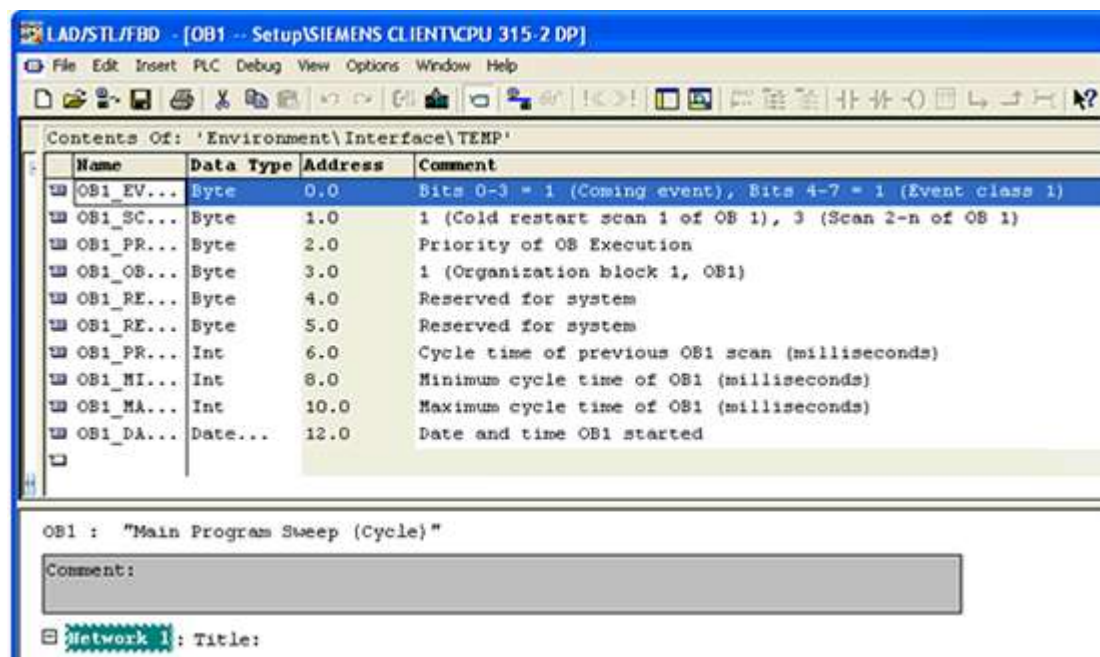 LAD/STL/FBD - [OB1 -- Setup\SIEMENS CLIENT\CPU 315-2 DP]
File Edit Insert PLC Debug View Options Window Help
Contents Of: 'Environment\Interface\TEMP'
Name Data Type Address Comment
OB1_EV... Byte 0.0 Bits 0-3 = 1 (Coming event), Bits 4-7 = 1 (Event class 1)
OB1_SC... Byte 1.0 1 (Cold restart scan 1 of OB 1), 3 (Scan 2-n of OB 1)
OB1_PR... Byte 2.0 Priority of OB Execution
OB1_OB... Byte 3.0 1 (Organization block 1, OB1)
OB1_RE... Byte 4.0 Reserved for system
OB1_RE... Byte 5.0 Reserved for system
OB1_PR... Int 6.0 Cycle time of previous OB1 scan (milliseconds)
OB1_MI... Int 8.0 Minimum cycle time of OB1 (milliseconds)
OB1_MA... Int 10.0 Maximum cycle time of OB1 (milliseconds)
OB1_DA... Date... 12.0 Date and time OB1 started
OB1 : "Main Program Sweep (Cycle)"
Comment:
Network 1 : Title: